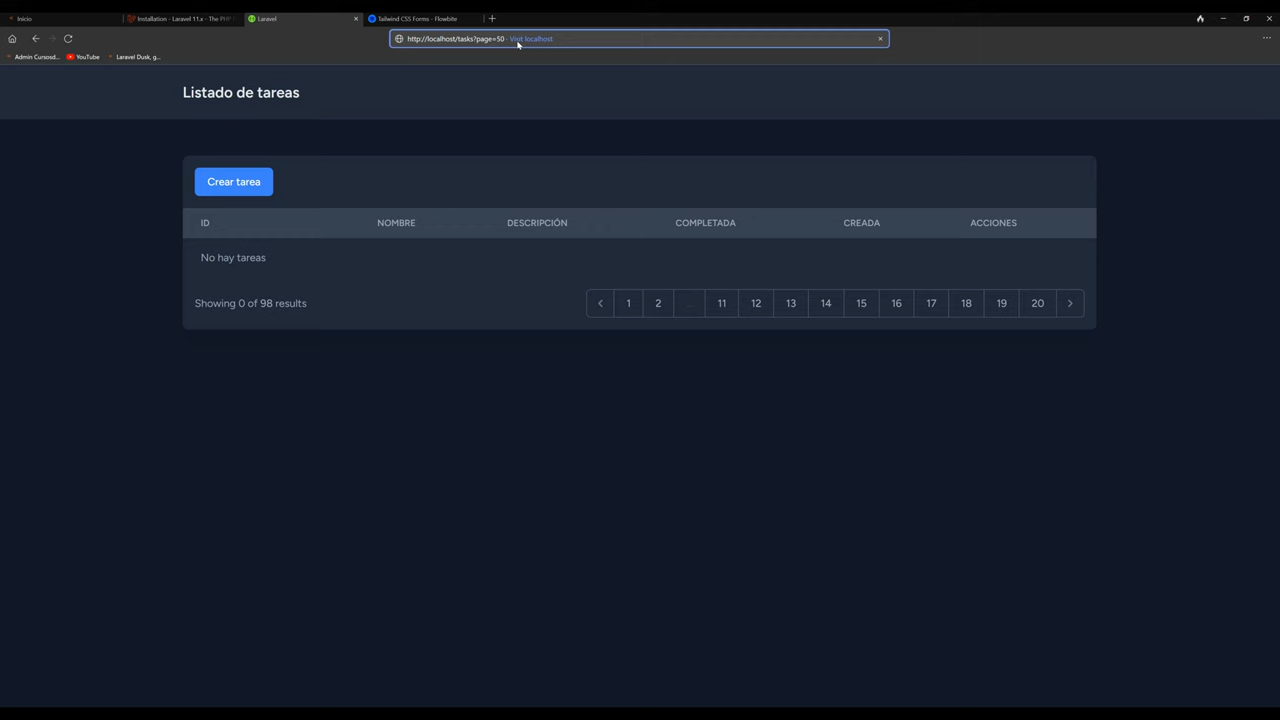 Inicio
Installation - Laravel 11.x - The PHP
Laravel
Tailwind CSS Forms - Flowbite
http://localhost/tasks?page=50 - Visit localhost
Admin Cursosd...
YouTube
Laravel Dusk, g...
Listado de tareas
Crear tarea
ID NOMBRE DESCRIPCIÓN COMPLETADA CREADA ACCIONES
No hay tareas
Showing 0 of 98 results
1 2 ... 11 12 13 14 15 16 17 18 19 20